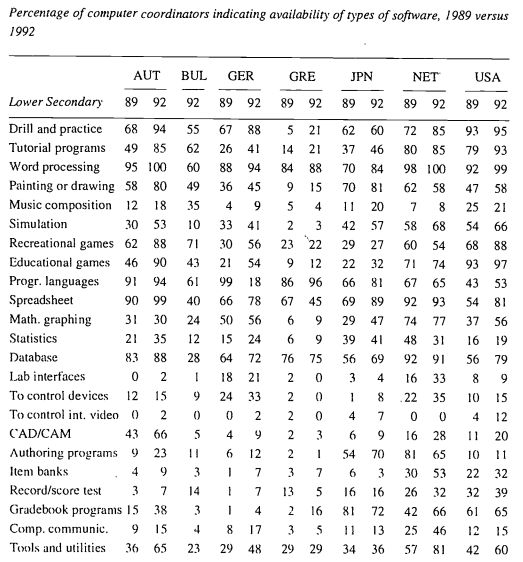 Percentage of computer coordinators indicating availability of types of software, 1989 versus
1992
AUT BUL GER GRE JPN NET USA
Lower Secondary 89 92 92 89 92 89 92 89 92 89 92 89 92
Drill and practice 68 94 55 67 88 5 21 62 60 72 85 93 95
Tutorial programs 49 85 62 26 41 14 21 37 46 80 85 79 93
Word processing 95 100 60 88 94 84 88 70 84 98 100 92 99
Painting or drawing 58 80 49 36 45 9 15 70 81 62 58 47 58
Music composition 12 18 35 4 9 5 4 11 20 7 8 25 21
Simulation 30 53 10 33 41 2 3 42 57 58 68 54 66
Recreational games 62 88 71 30 56 23 22 29 27 60 54 68 88
Educational games 46 90 43 21 54 9 12 22 32 71 74 93 97
Progr. languages 91 94 61 99 18 86 96 66 81 67 65 43 53
Spreadsheet 90 99 40 66 78 67 45 69 89 92 93 54 81
Math. graphing 31 30 24 50 56 6 9 29 47 74 77 37 56
Statistics 21 35 12 15 24 6 9 39 41 48 31 16 19
Database 83 88 28 64 72 76 75 56 69 92 91 56 79
Lab interfaces 0 2 1 18 21 2 0 3 4 16 33 8 9
To control devices 12 15 9 24 33 2 0 1 8 22 35 10 15
To control int. video 0 2 0 0 2 2 0 4 7 0 0 4 12
CAD/CAM 43 66 5 4 9 2 3 6 9 16 28 11 20
Authoring programs 9 23 11 6 12 2 1 54 70 81 65 10 11
Item banks 4 9 3 1 7 3 7 6 3 30 53 22 32
Record/score test 3 7 14 1 7 13 5 16 16 26 32 32 39
Gradebook programs 15 38 3 1 4 2 16 81 72 42 66 61 65
Comp. communic. 9 15 4 8 17 3 5 11 13 25 46 12 15
Tools and utilities 36 65 23 29 48 29 29 34 36 57 81 42 60